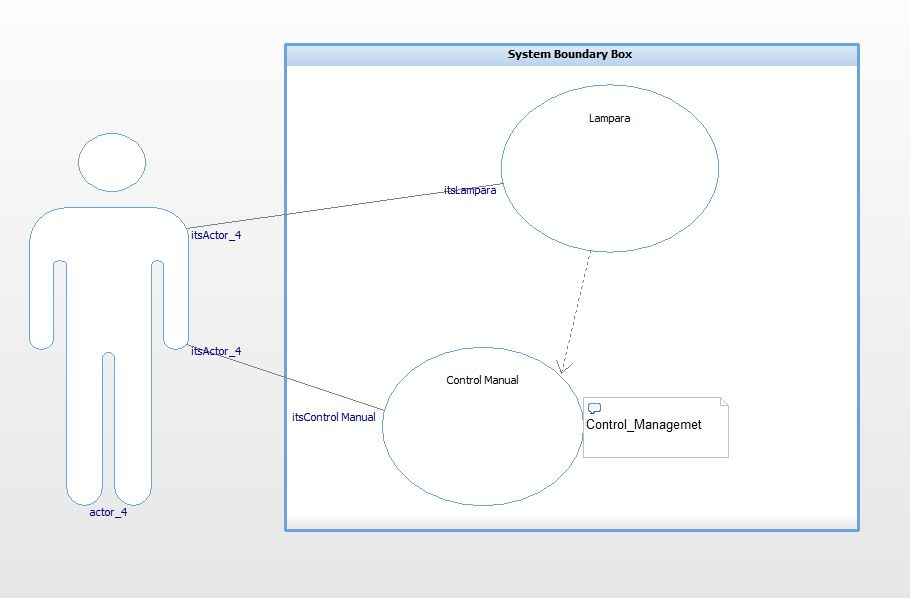 System Boundary Box
Lampara
itsLampara
itsActor_4
itsActor_4
Control Manual
itsControl Manual
Control_Managemet
actor_4